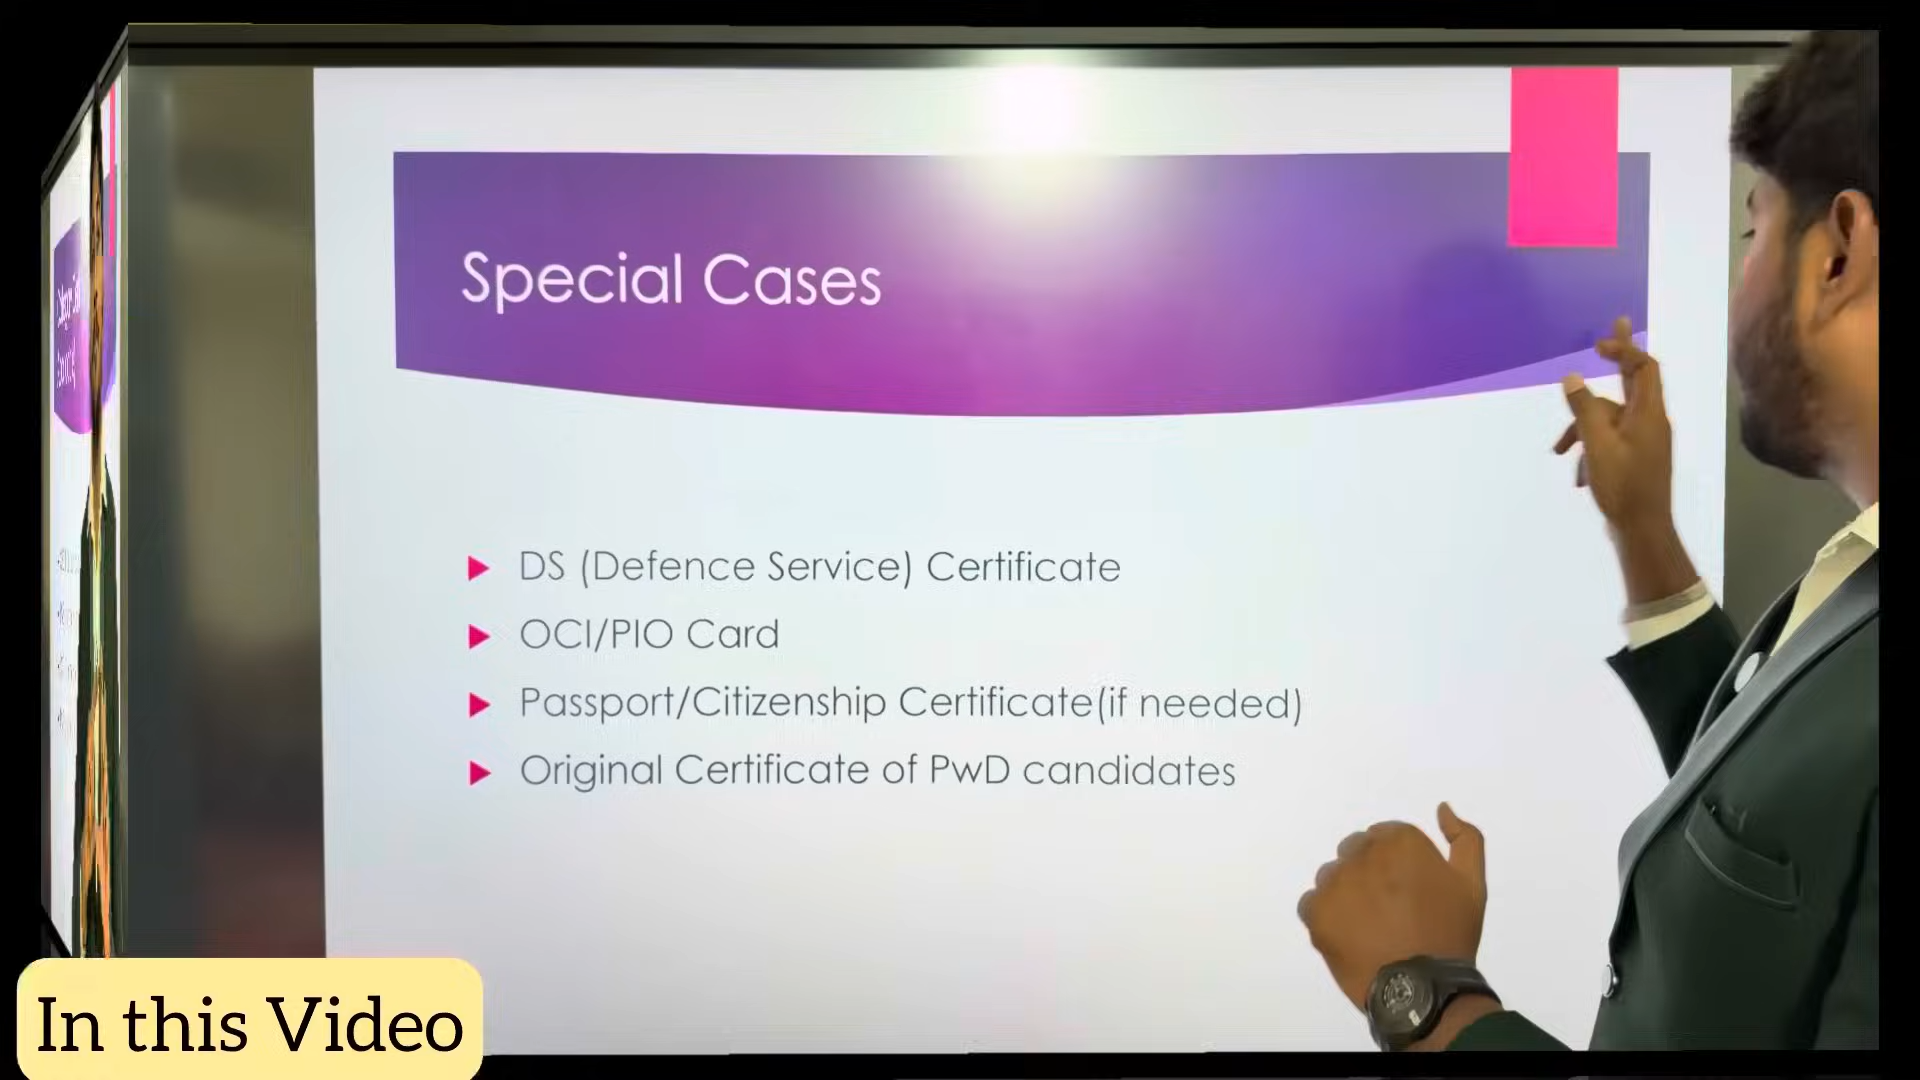 Special Cases
DS (Defence Service) Certificate
OCI/PIO Card
Passport/Citizenship Certificate(if needed)
Original Certificate of PwD candidates
In this Video